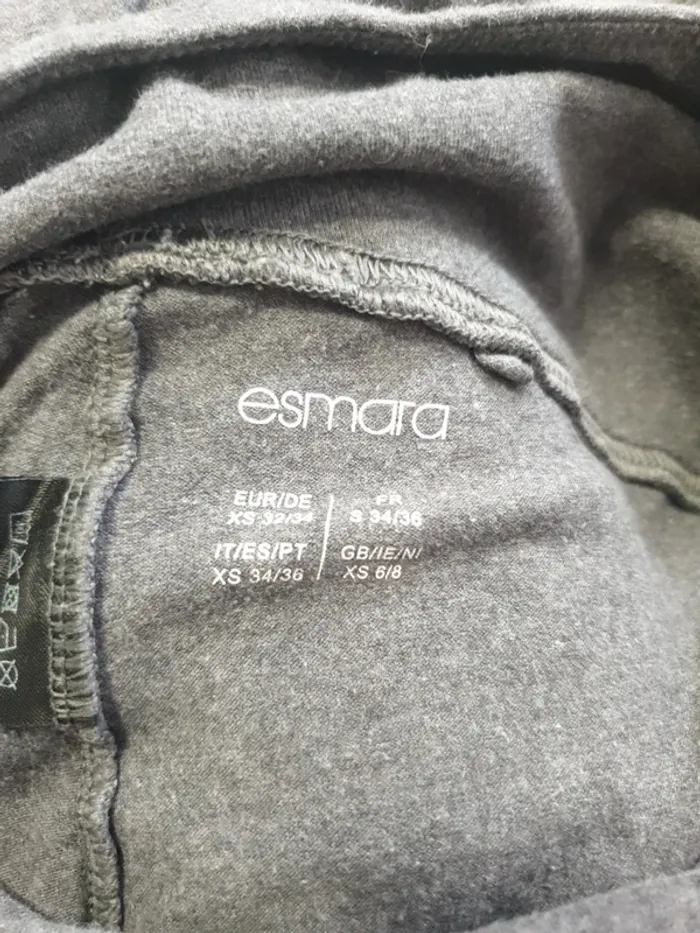 esmara
EUR/DE
XS 32/34
FR
S 34/36
IT/ES/PT
XS 34/36
GB/IE/NI
XS 6/8